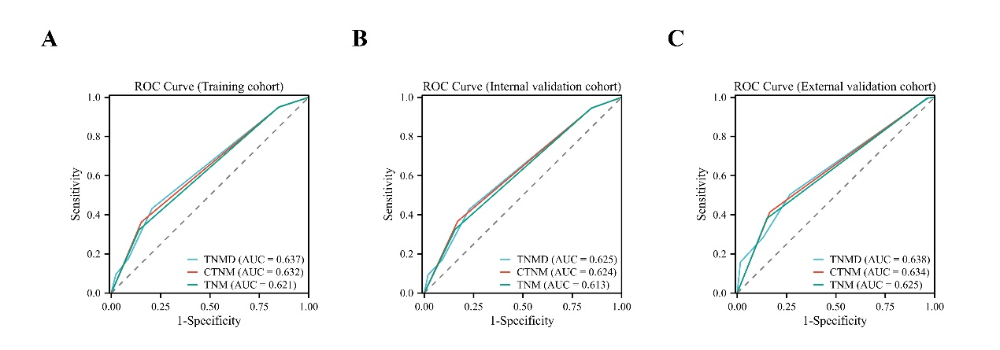 A
ROC Curve (Training cohort)
Sensitivity
1.0
0.8
0.6
0.4
0.2
0.0
TNMD (AUC = 0.637)
CTNM (AUC = 0.632)
TNM (AUC = 0.621)
0.00 0.25 0.50 0.75 1.00
1-Specificity
B
ROC Curve (Internal validation cohort)
Sensitivity
1.0
0.8
0.6
0.4
0.2
0.0
TNMD (AUC = 0.625)
CTNM (AUC = 0.624)
TNM (AUC = 0.613)
0.00 0.25 0.50 0.75 1.00
1-Specificity
C
ROC Curve (External validation cohort)
Sensitivity
1.0
0.8
0.6
0.4
0.2
0.0
TNMD (AUC = 0.638)
CTNM (AUC = 0.634)
TNM (AUC = 0.625)
0.00 0.25 0.50 0.75 1.00
1-Specificity